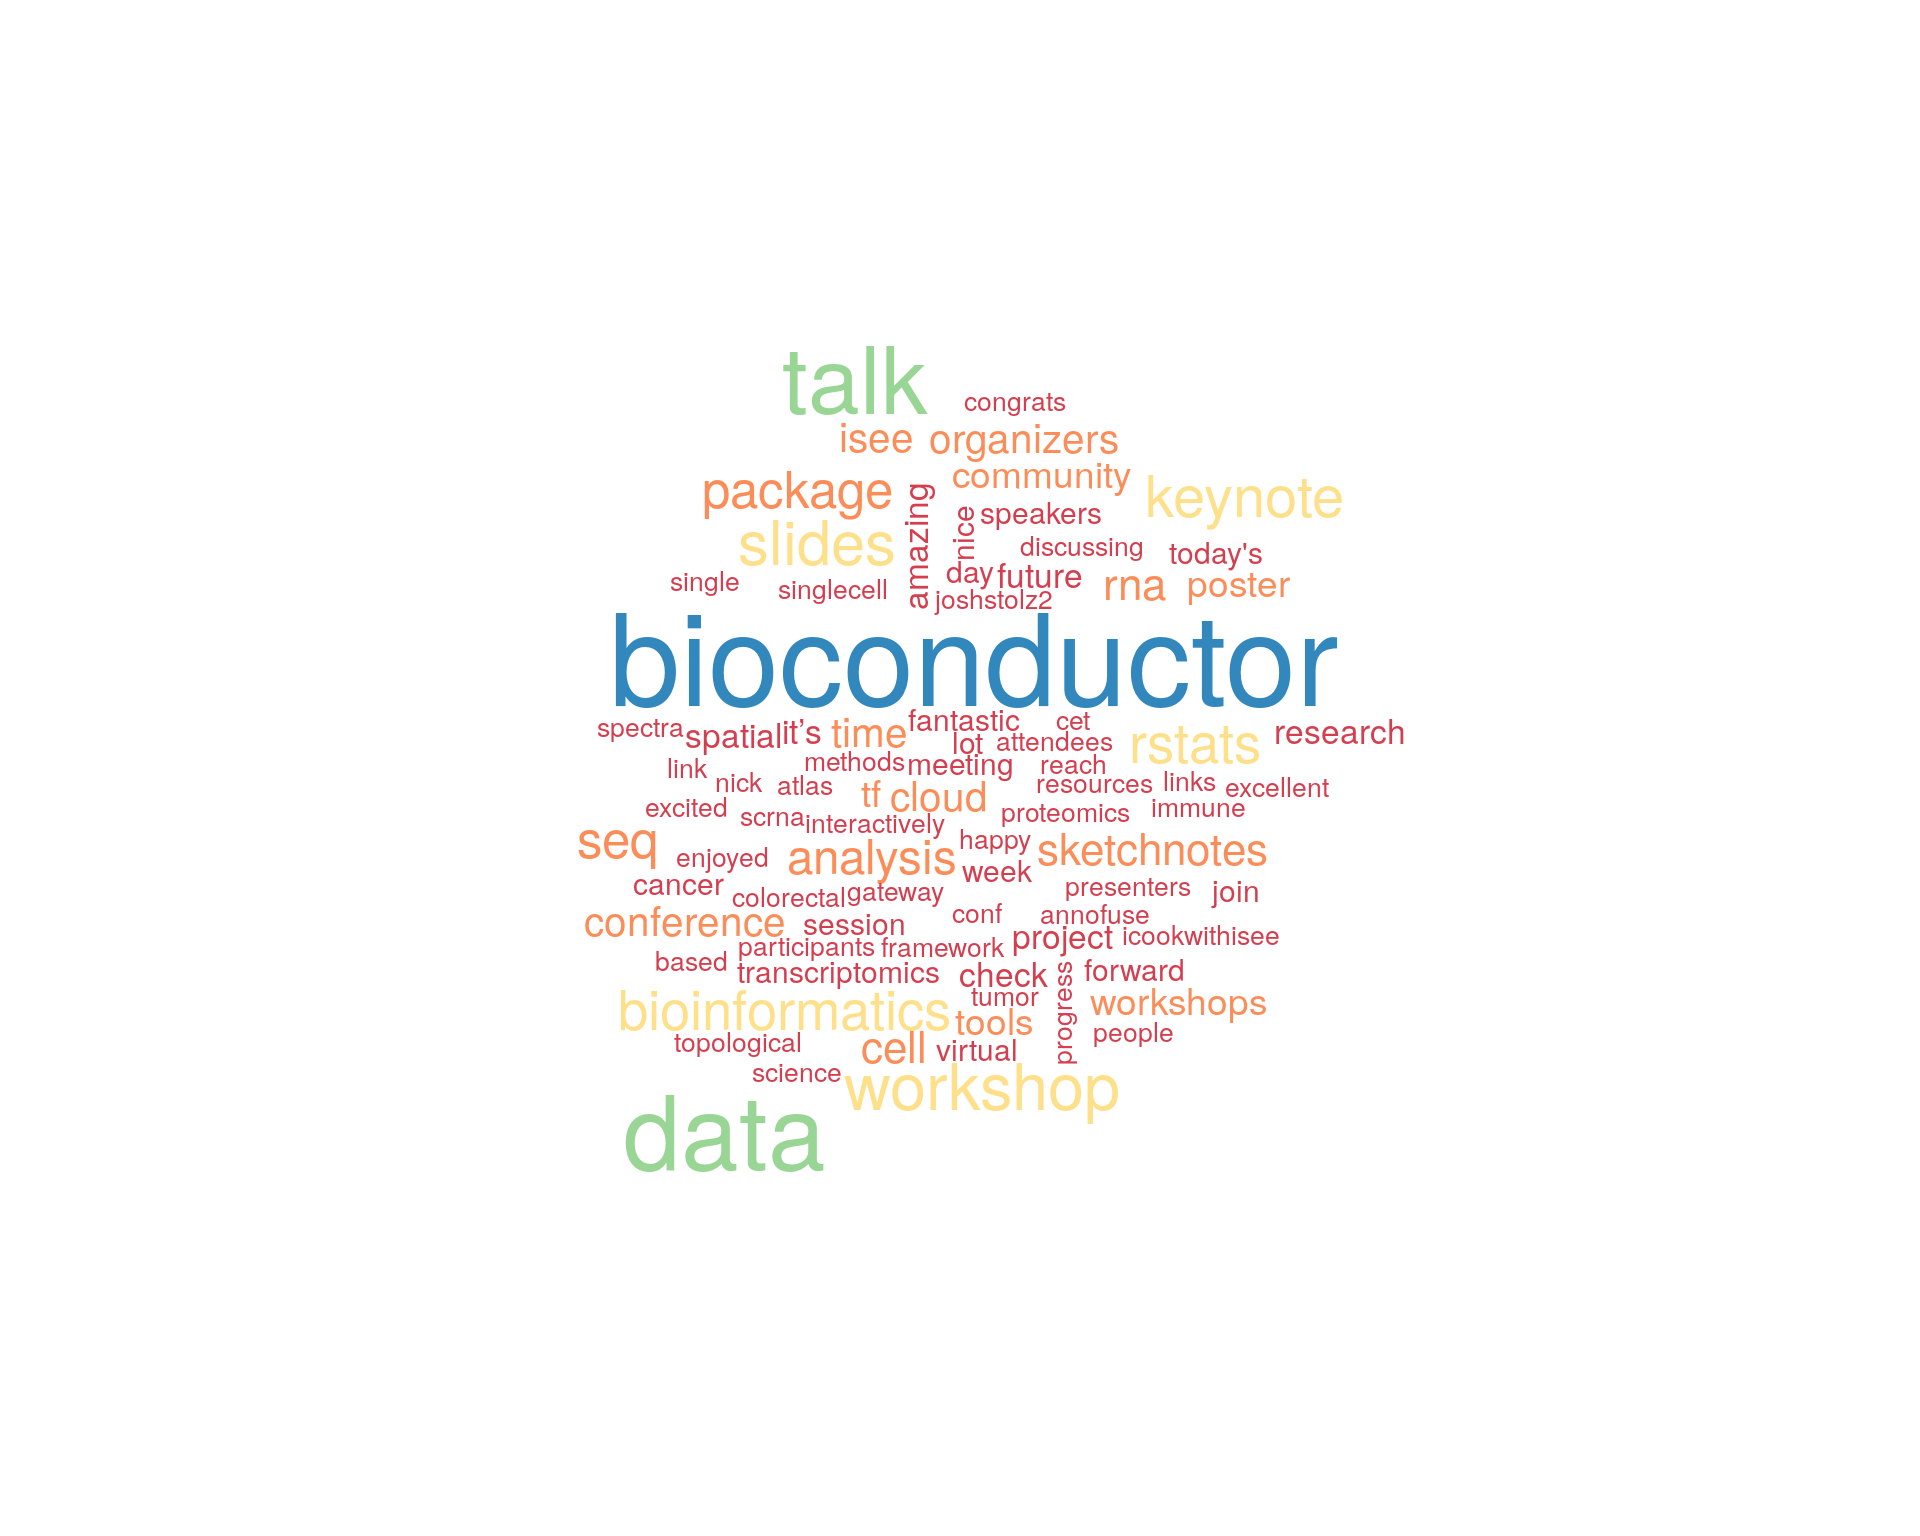 talk
congrats
isee organizers
community
package keynote
amazing
nice
speakers
slides
discussing today's
single singlecell day future rna poster
joshstolz2
bioconductor
spectra spatial it’s time fantastic cet rstats research
lot attendees
link methods meeting reach
nick atlas tf cloud resources links excellent
excited scrna interactively proteomics immune
seq enjoyed analysis happy sketchnotes
cancer week presenters join
colorectal gateway
conference session conf annofuse
participants framework project icookwithisee
based transcriptomics check forward
progress
bioinformatics tumor workshops
tools
topological cell virtual people
science workshop
data